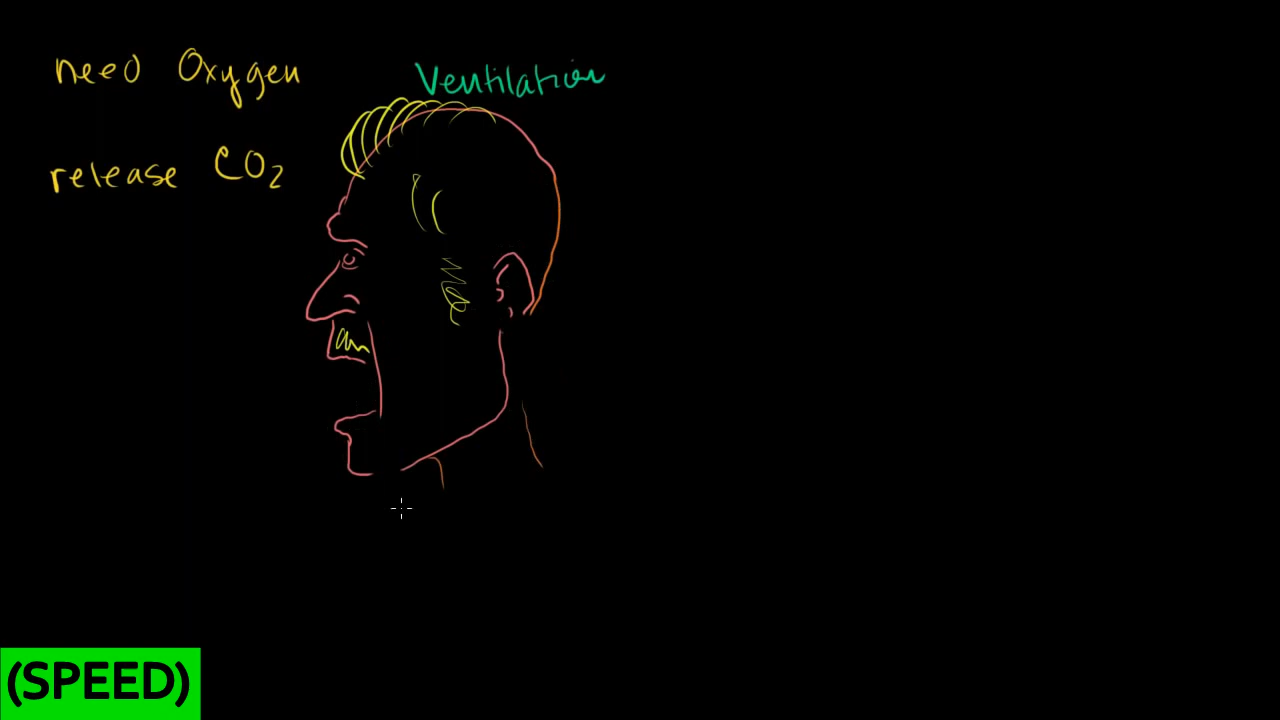 need Oxygen
Ventilation
release CO₂
(SPEED)